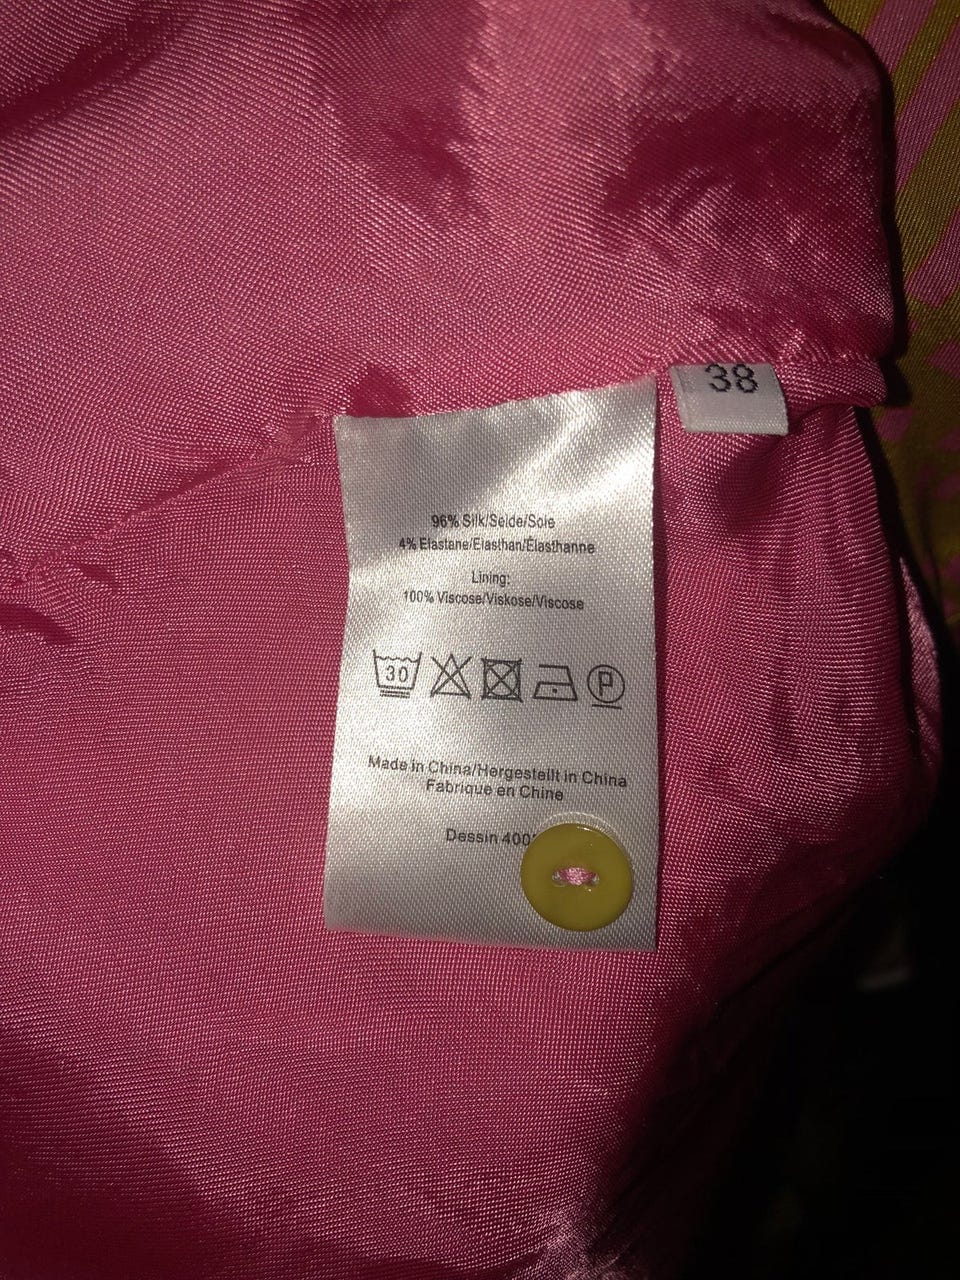 38
96% Silk/Seide/Soie
4% Elastane/Elasthan/Elasthanne
Lining:
100% Viscose/Viskose/Viscose
30
P
Made in China/Hergestellt in China
Fabrique en Chine
Dessin